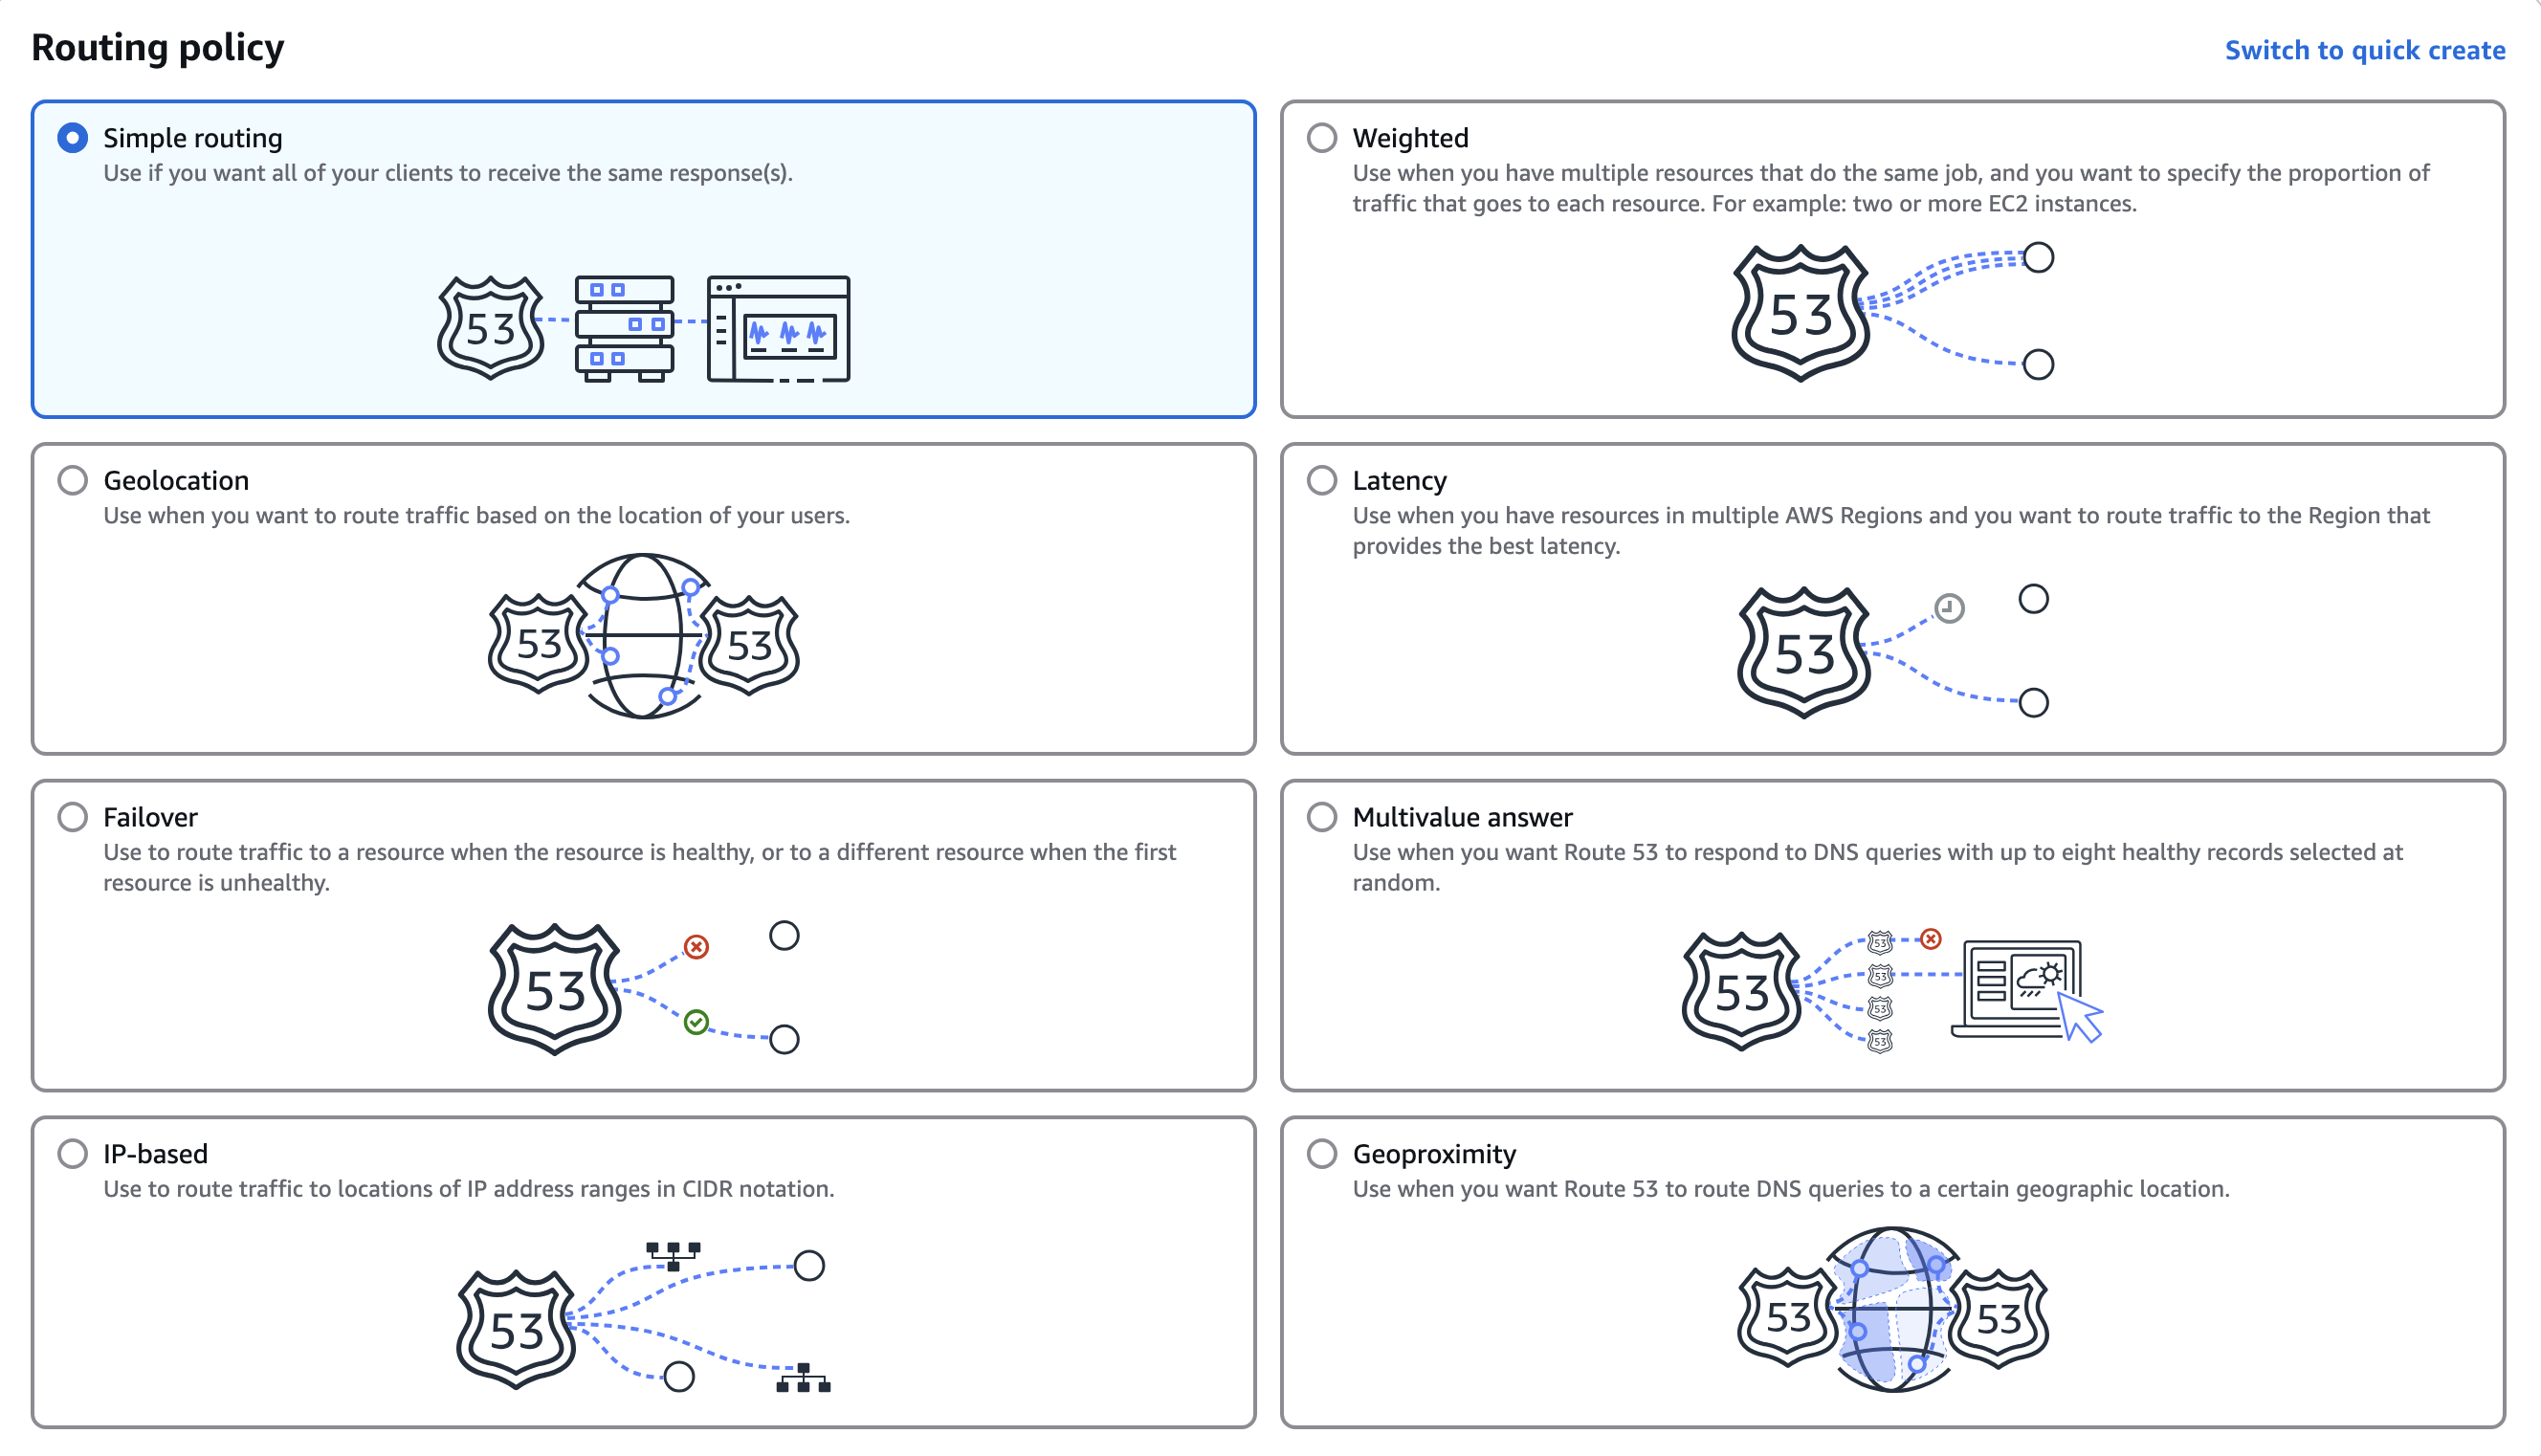 Routing policy
Switch to quick create
Simple routing
Use if you want all of your clients to receive the same response(s).
53
Weighted
Use when you have multiple resources that do the same job, and you want to specify the proportion of
traffic that goes to each resource. For example: two or more EC2 instances.
53
Geolocation
Use when you want to route traffic based on the location of your users.
53
53
Latency
Use when you have resources in multiple AWS Regions and you want to route traffic to the Region that
provides the best latency.
53
Failover
Use to route traffic to a resource when the resource is healthy, or to a different resource when the first
resource is unhealthy.
53
Multivalue answer
Use when you want Route 53 to respond to DNS queries with up to eight healthy records selected at
random.
53
53
53
53
53
IP-based
Use to route traffic to locations of IP address ranges in CIDR notation.
53
Geoproximity
Use when you want Route 53 to route DNS queries to a certain geographic location.
53
53